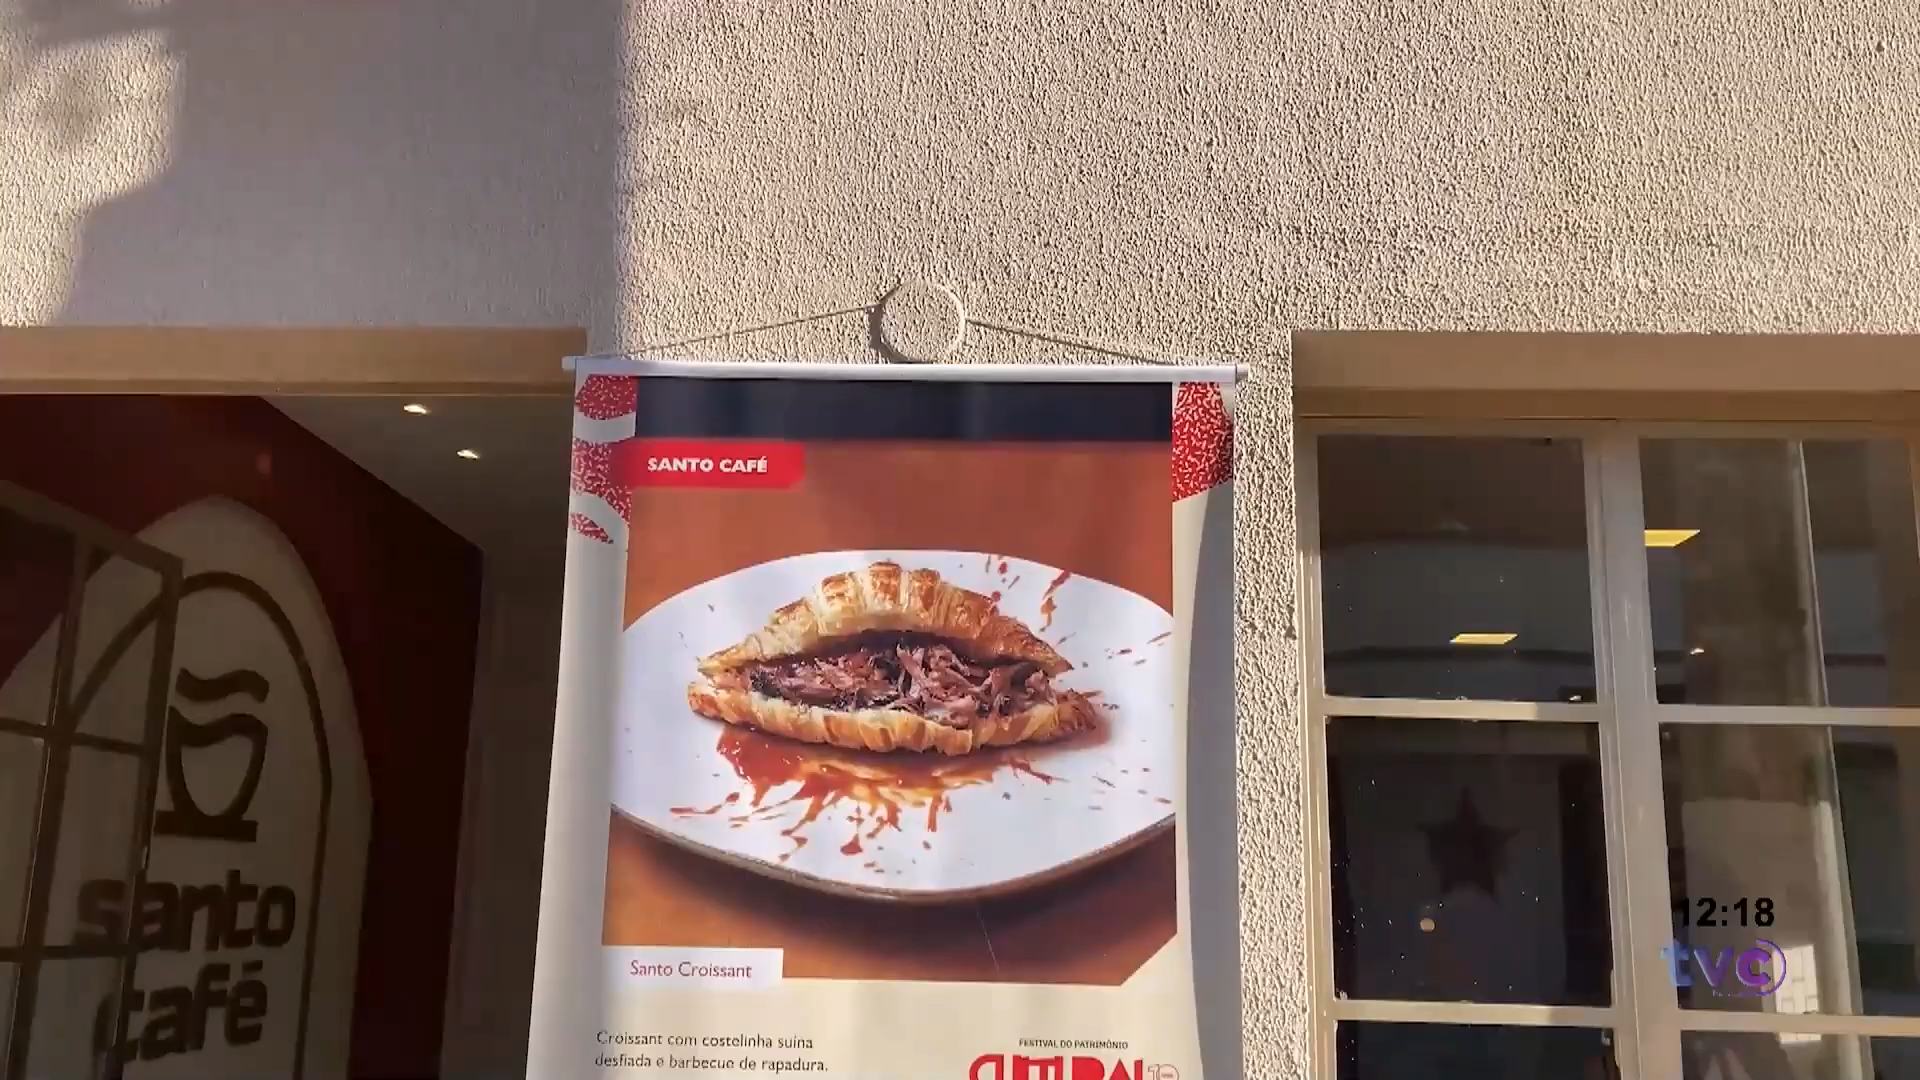 SANTO CAFÉ
santo
café
Santo Croissant
Croissant com costelinha suína
desfiada e barbecue de rapadura.
FESTIVAL DO PATRIMÔNIO
CULTURAL
12:18
tvc